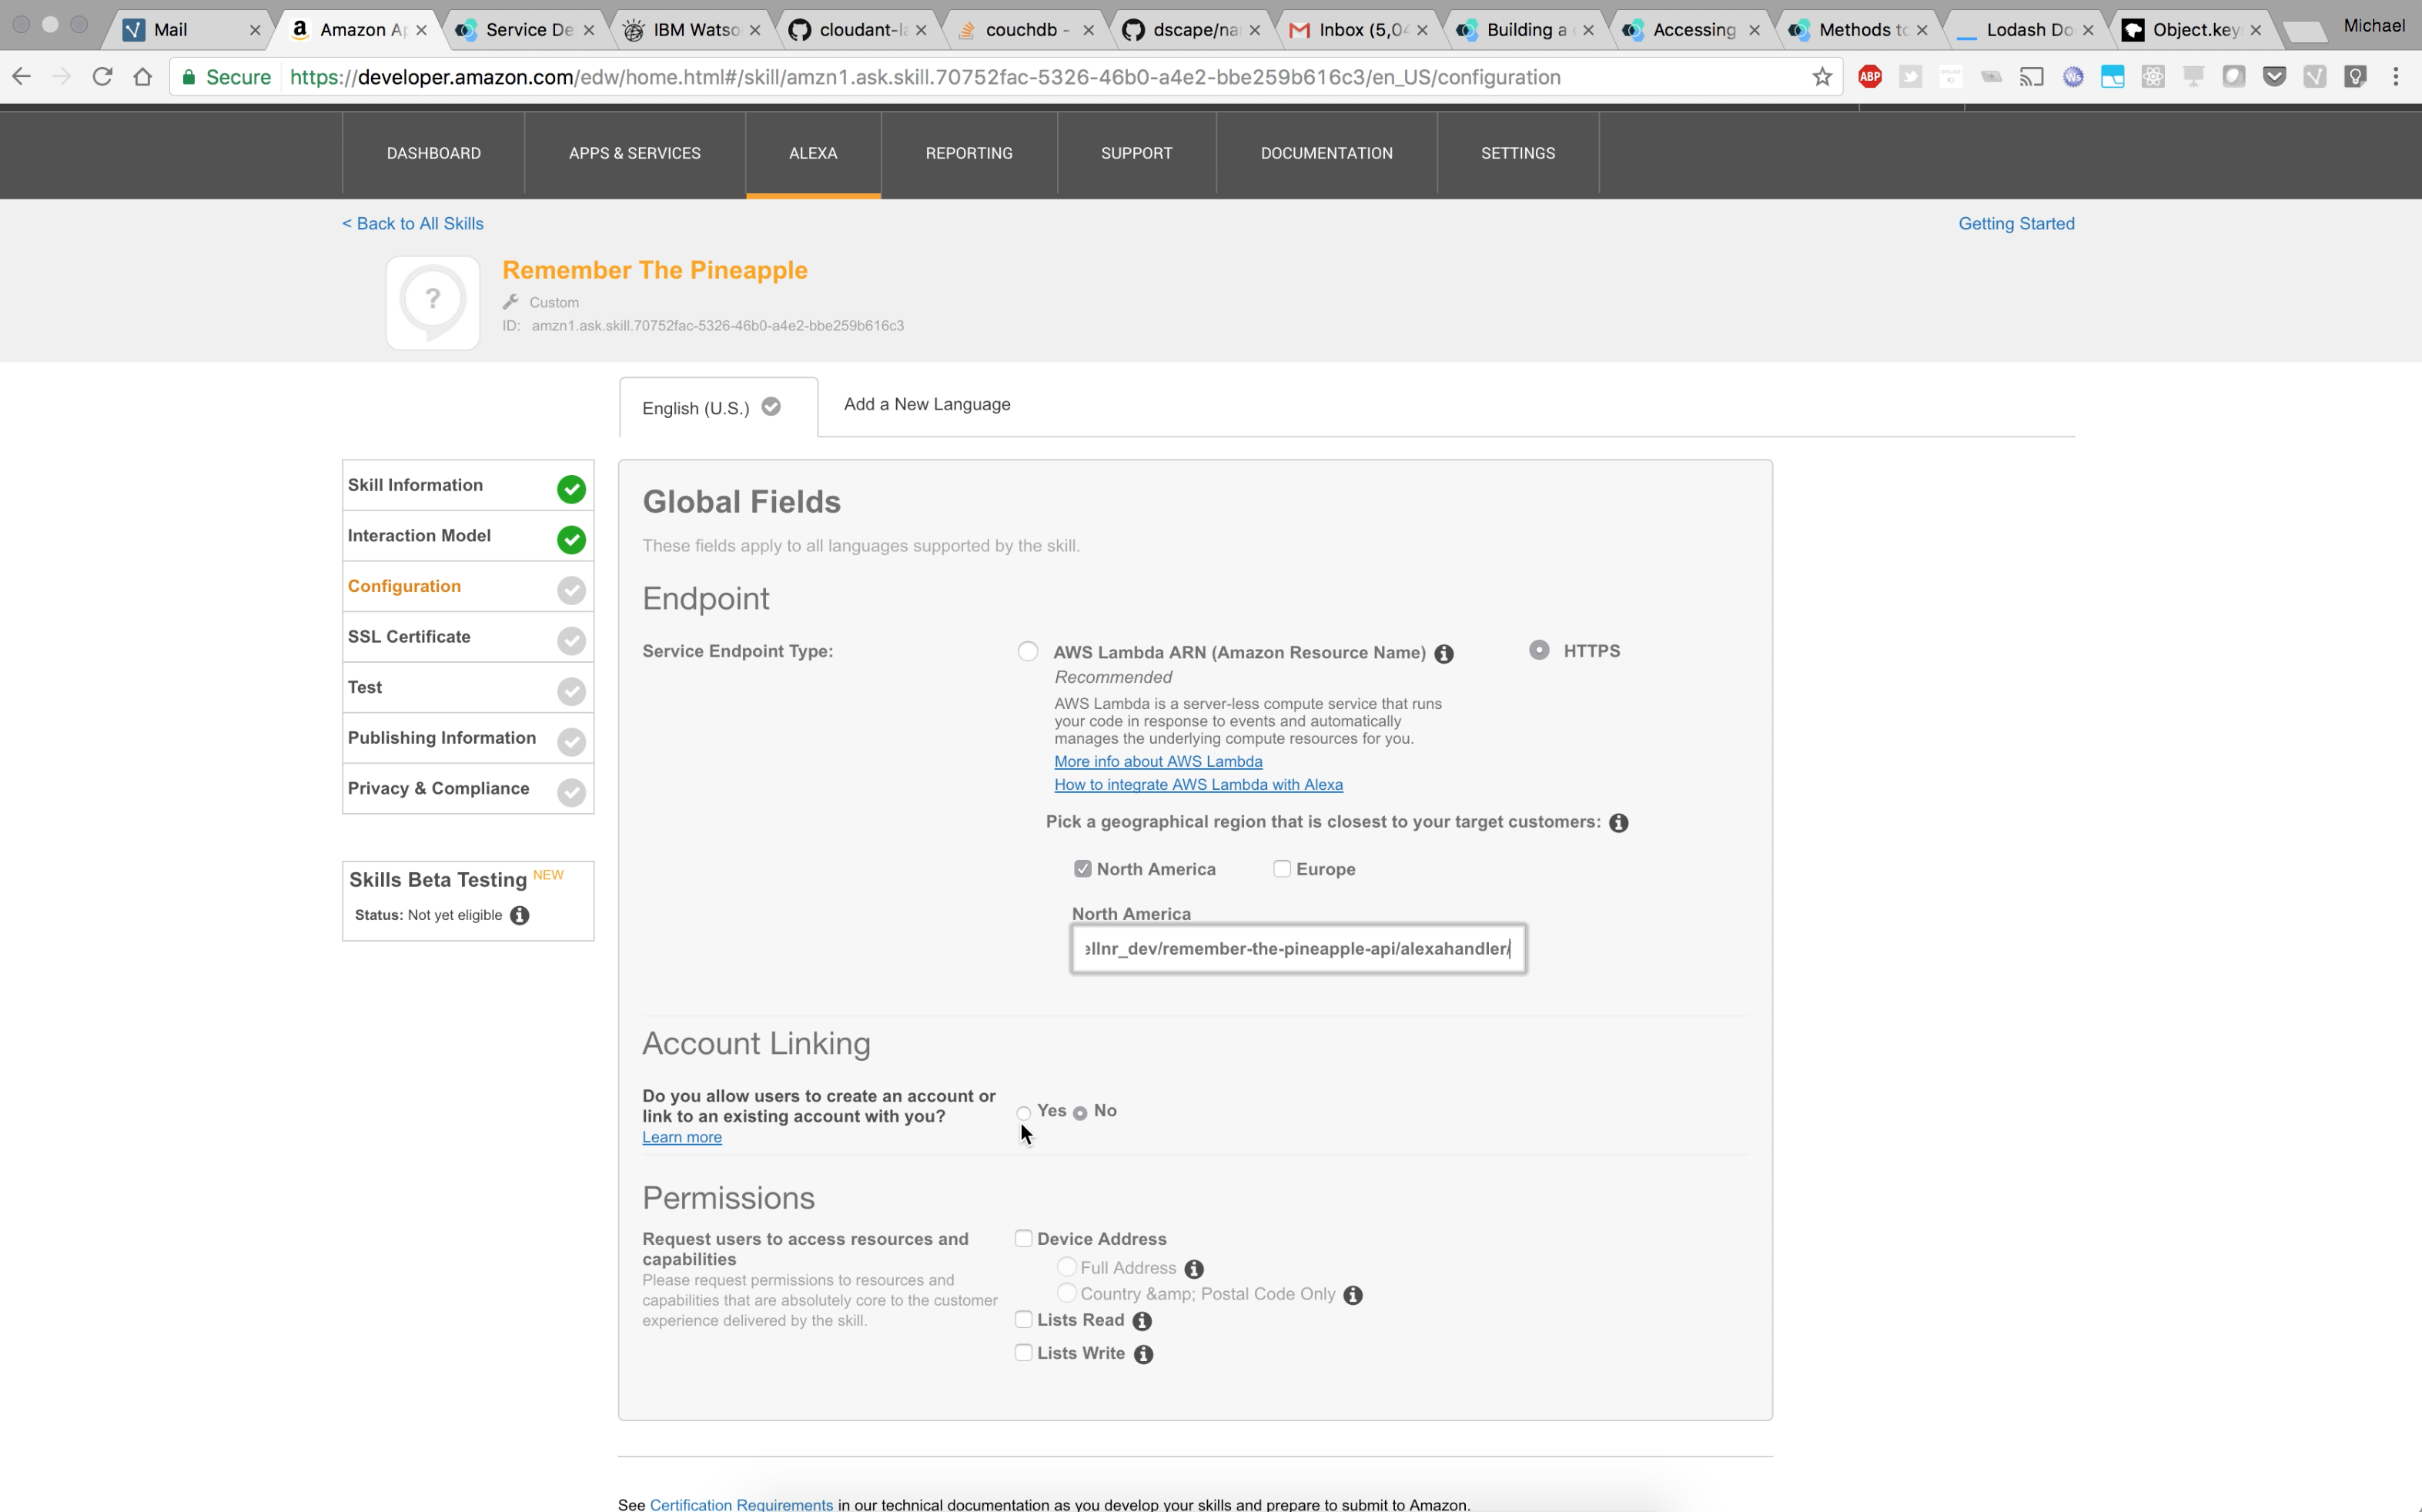 Mail
Amazon Ap
Service De
IBM Watso
cloudant-la
couchdb -
dscape/na
Inbox (5,04
Building a
Accessing
Methods to
Lodash Do
Object.key
Michael
Secure https://developer.amazon.com/edw/home.html#/skill/amzn1.ask.skill.70752fac-5326-46b0-a4e2-bbe259b616c3/en_US/configuration
ABP
DASHBOARD
APPS & SERVICES
ALEXA
REPORTING
SUPPORT
DOCUMENTATION
SETTINGS
< Back to All Skills
Getting Started
?
Remember The Pineapple
Custom
ID: amzn1.ask.skill.70752fac-5326-46b0-a4e2-bbe259b616c3
English (U.S.)
Add a New Language
Skill Information
Interaction Model
Configuration
SSL Certificate
Test
Publishing Information
Privacy & Compliance
Skills Beta Testing NEW
Status: Not yet eligible
Global Fields
These fields apply to all languages supported by the skill.
Endpoint
Service Endpoint Type:
AWS Lambda ARN (Amazon Resource Name)
HTTPS
Recommended
AWS Lambda is a server-less compute service that runs
your code in response to events and automatically
manages the underlying compute resources for you.
More info about AWS Lambda
How to integrate AWS Lambda with Alexa
Pick a geographical region that is closest to your target customers:
North America
Europe
North America
ellnr_dev/remember-the-pineapple-api/alexahandler/
Account Linking
Do you allow users to create an account or
link to an existing account with you?
Learn more
Yes
No
Permissions
Request users to access resources and
capabilities
Please request permissions to resources and
capabilities that are absolutely core to the customer
experience delivered by the skill.
Device Address
Full Address
Country &amp; Postal Code Only
Lists Read
Lists Write
See Certification Requirements in our technical documentation as you develop your skills and prepare to submit to Amazon.